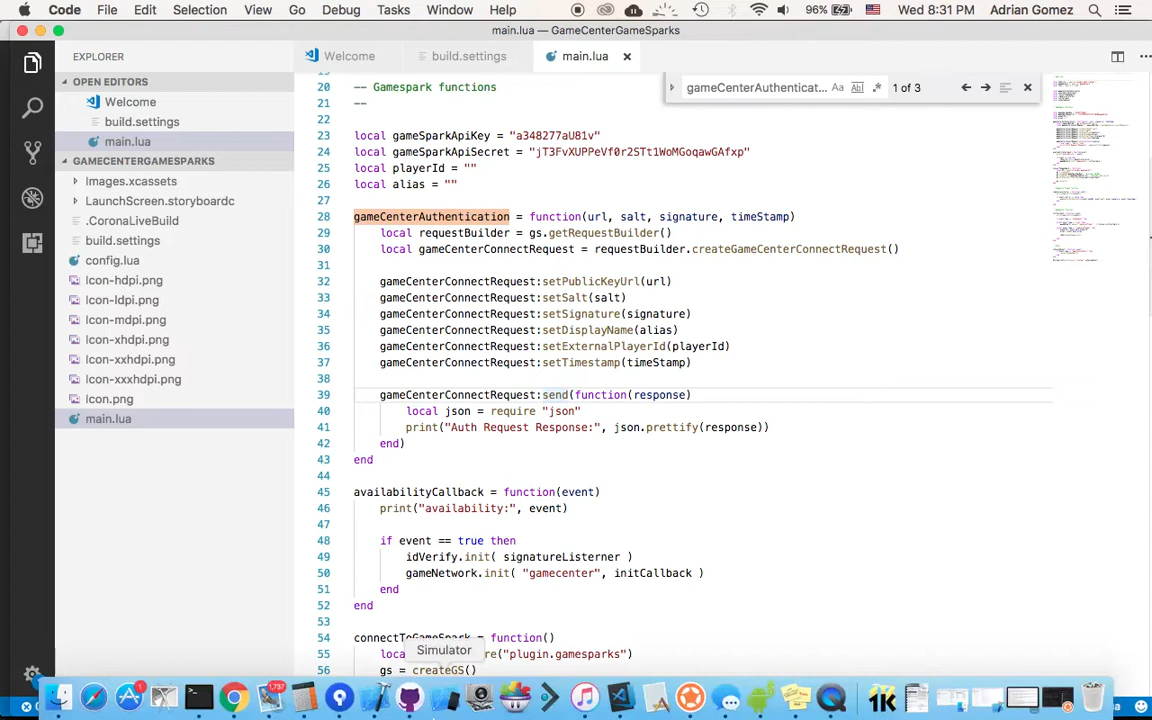 Code File Edit Selection View Go Debug Tasks Window Help 96% Wed 8:31 PM Adrian Gomez
main.lua — GameCenterGameSparks
EXPLORER
OPEN EDITORS
Welcome
build.settings
main.lua
GAMECENTERGAMESPARKS
Images.xcassets
LaunchScreen.storyboardc
.CoronaLiveBuild
build.settings
config.lua
Icon-hdpi.png
Icon-ldpi.png
Icon-mdpi.png
Icon-xhdpi.png
Icon-xxhdpi.png
Icon-xxxhdpi.png
Icon.png
main.lua
Welcome build.settings main.lua
gameCenterAuthenticat... Aa Abl .* 1 of 3
20 -- Gamespark functions
21 --
22
23 local gameSparkApiKey = "a348277aU81v"
24 local gameSparkApiSecret = "jT3FvXUPPeVf0r2STt1WoMGoqawGAfxp"
25 local playerId = ""
26 local alias = ""
27
28 gameCenterAuthentication = function(url, salt, signature, timeStamp)
29 local requestBuilder = gs.getRequestBuilder()
30 local gameCenterConnectRequest = requestBuilder.createGameCenterConnectRequest()
31
32 gameCenterConnectRequest:setPublicKeyUrl(url)
33 gameCenterConnectRequest:setSalt(salt)
34 gameCenterConnectRequest:setSignature(signature)
35 gameCenterConnectRequest:setDisplayName(alias)
36 gameCenterConnectRequest:setExternalPlayerId(playerId)
37 gameCenterConnectRequest:setTimestamp(timeStamp)
38
39 gameCenterConnectRequest:send(function(response)
40 local json = require "json"
41 print("Auth Request Response:", json.prettify(response))
42 end)
43 end
44
45 availabilityCallback = function(event)
46 print("availability:", event)
47
48 if event == true then
49 idVerify.init( signatureListerner )
50 gameNetwork.init( "gamecenter", initCallback )
51 end
52 end
53
54 connectToGameSpark = function()
55 "plugin.gamesparks")
56 gs = createGS()
Simulator
1,797
1K